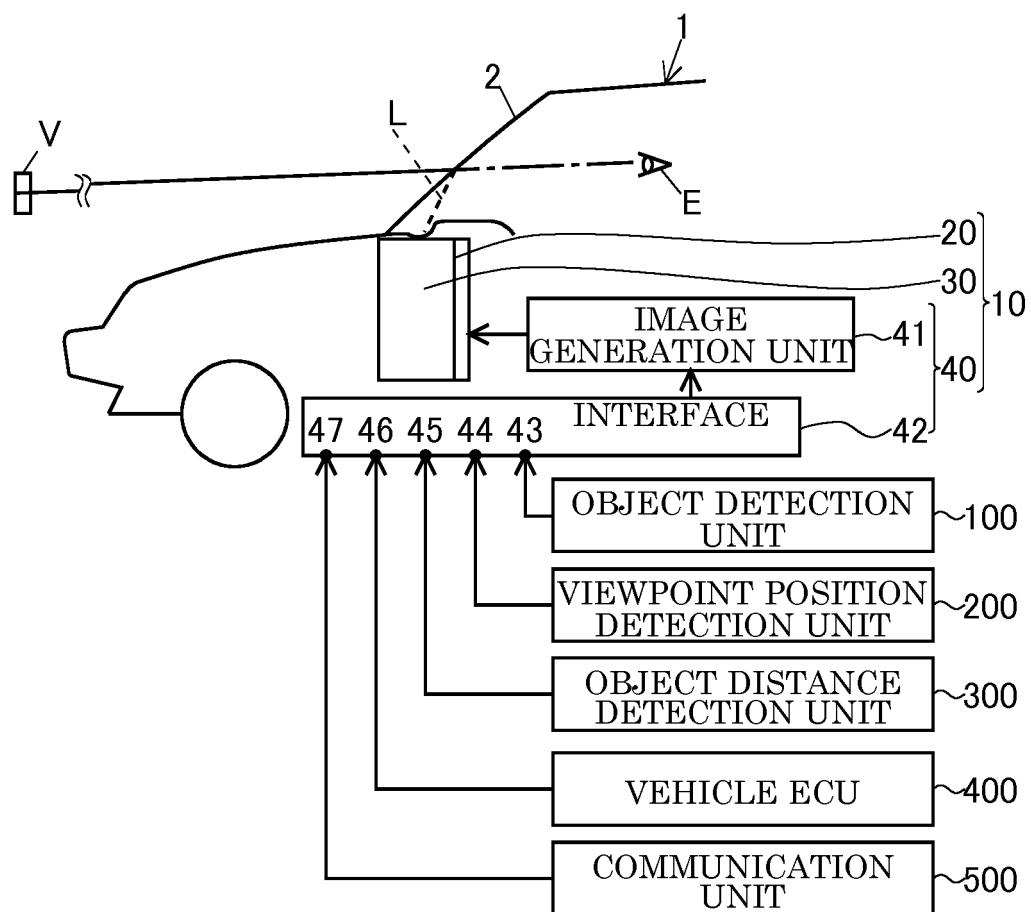 1
2
L
V
E
20
30
10
IMAGE
GENERATION UNIT
41
40
INTERFACE
42
47 46 45 44 43
OBJECT DETECTION
UNIT
100
VIEWPOINT POSITION
DETECTION UNIT
200
OBJECT DISTANCE
DETECTION UNIT
300
VEHICLE ECU
400
COMMUNICATION
UNIT
500